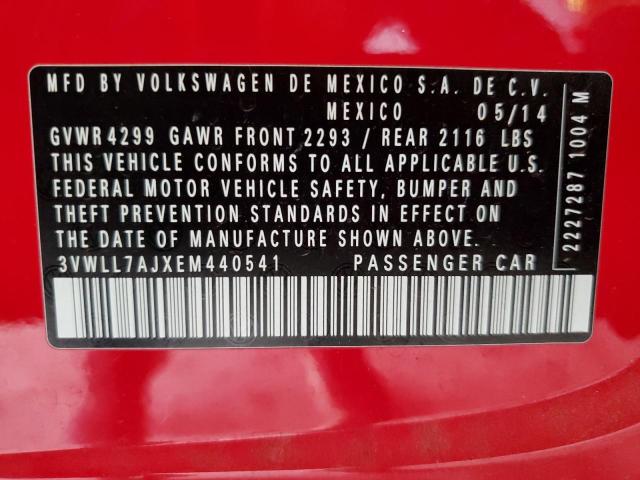 MFD BY VOLKSWAGEN DE MEXICO S.A. DE C.V.
MEXICO 05/14
GVWR 4299 GAWR FRONT 2293 / REAR 2116 LBS
THIS VEHICLE CONFORMS TO ALL APPLICABLE U.S.
FEDERAL MOTOR VEHICLE SAFETY, BUMPER AND
THEFT PREVENTION STANDARDS IN EFFECT ON
THE DATE OF MANUFACTURE SHOWN ABOVE.
3VWLL7AJXEM440541 PASSENGER CAR
2227287 1004 M